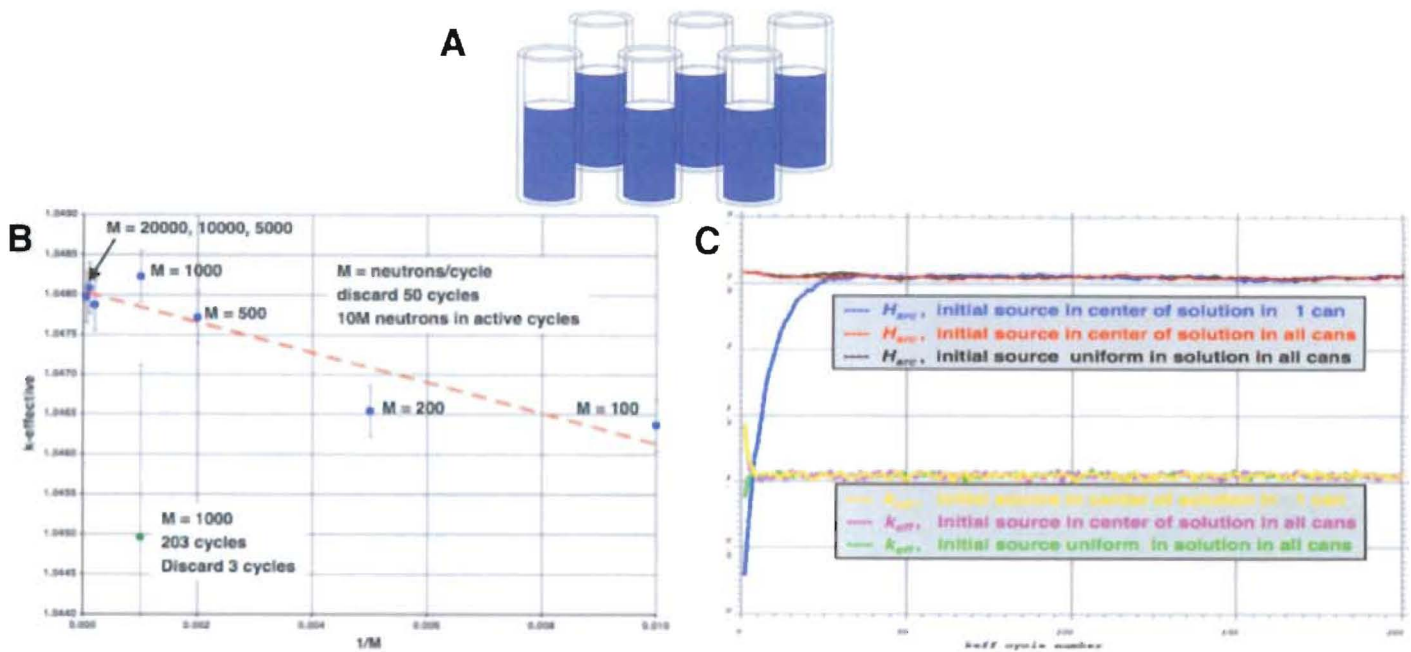 A
B
1.0490
M = 20000, 10000, 5000
1.0485
M = 1000
M = neutrons/cycle
discard 50 cycles
10M neutrons in active cycles
1.0480
M = 500
1.0475
1.0470
M = 200
M = 100
1.0465
1.0460
1.0455
M = 1000
203 cycles
Discard 3 cycles
1.0450
1.0445
1.0440
k-effective
0.000
0.002
0.004
0.006
0.008
0.010
1/M
C
initial source in center of solution in 1 can
initial source in center of solution in all cans
initial source uniform in solution in all cans
Initial source in center of solution in 1 can
keff, Initial source in center of solution in all cans
keff, Initial source uniform in solution in all cans
keff cycle number